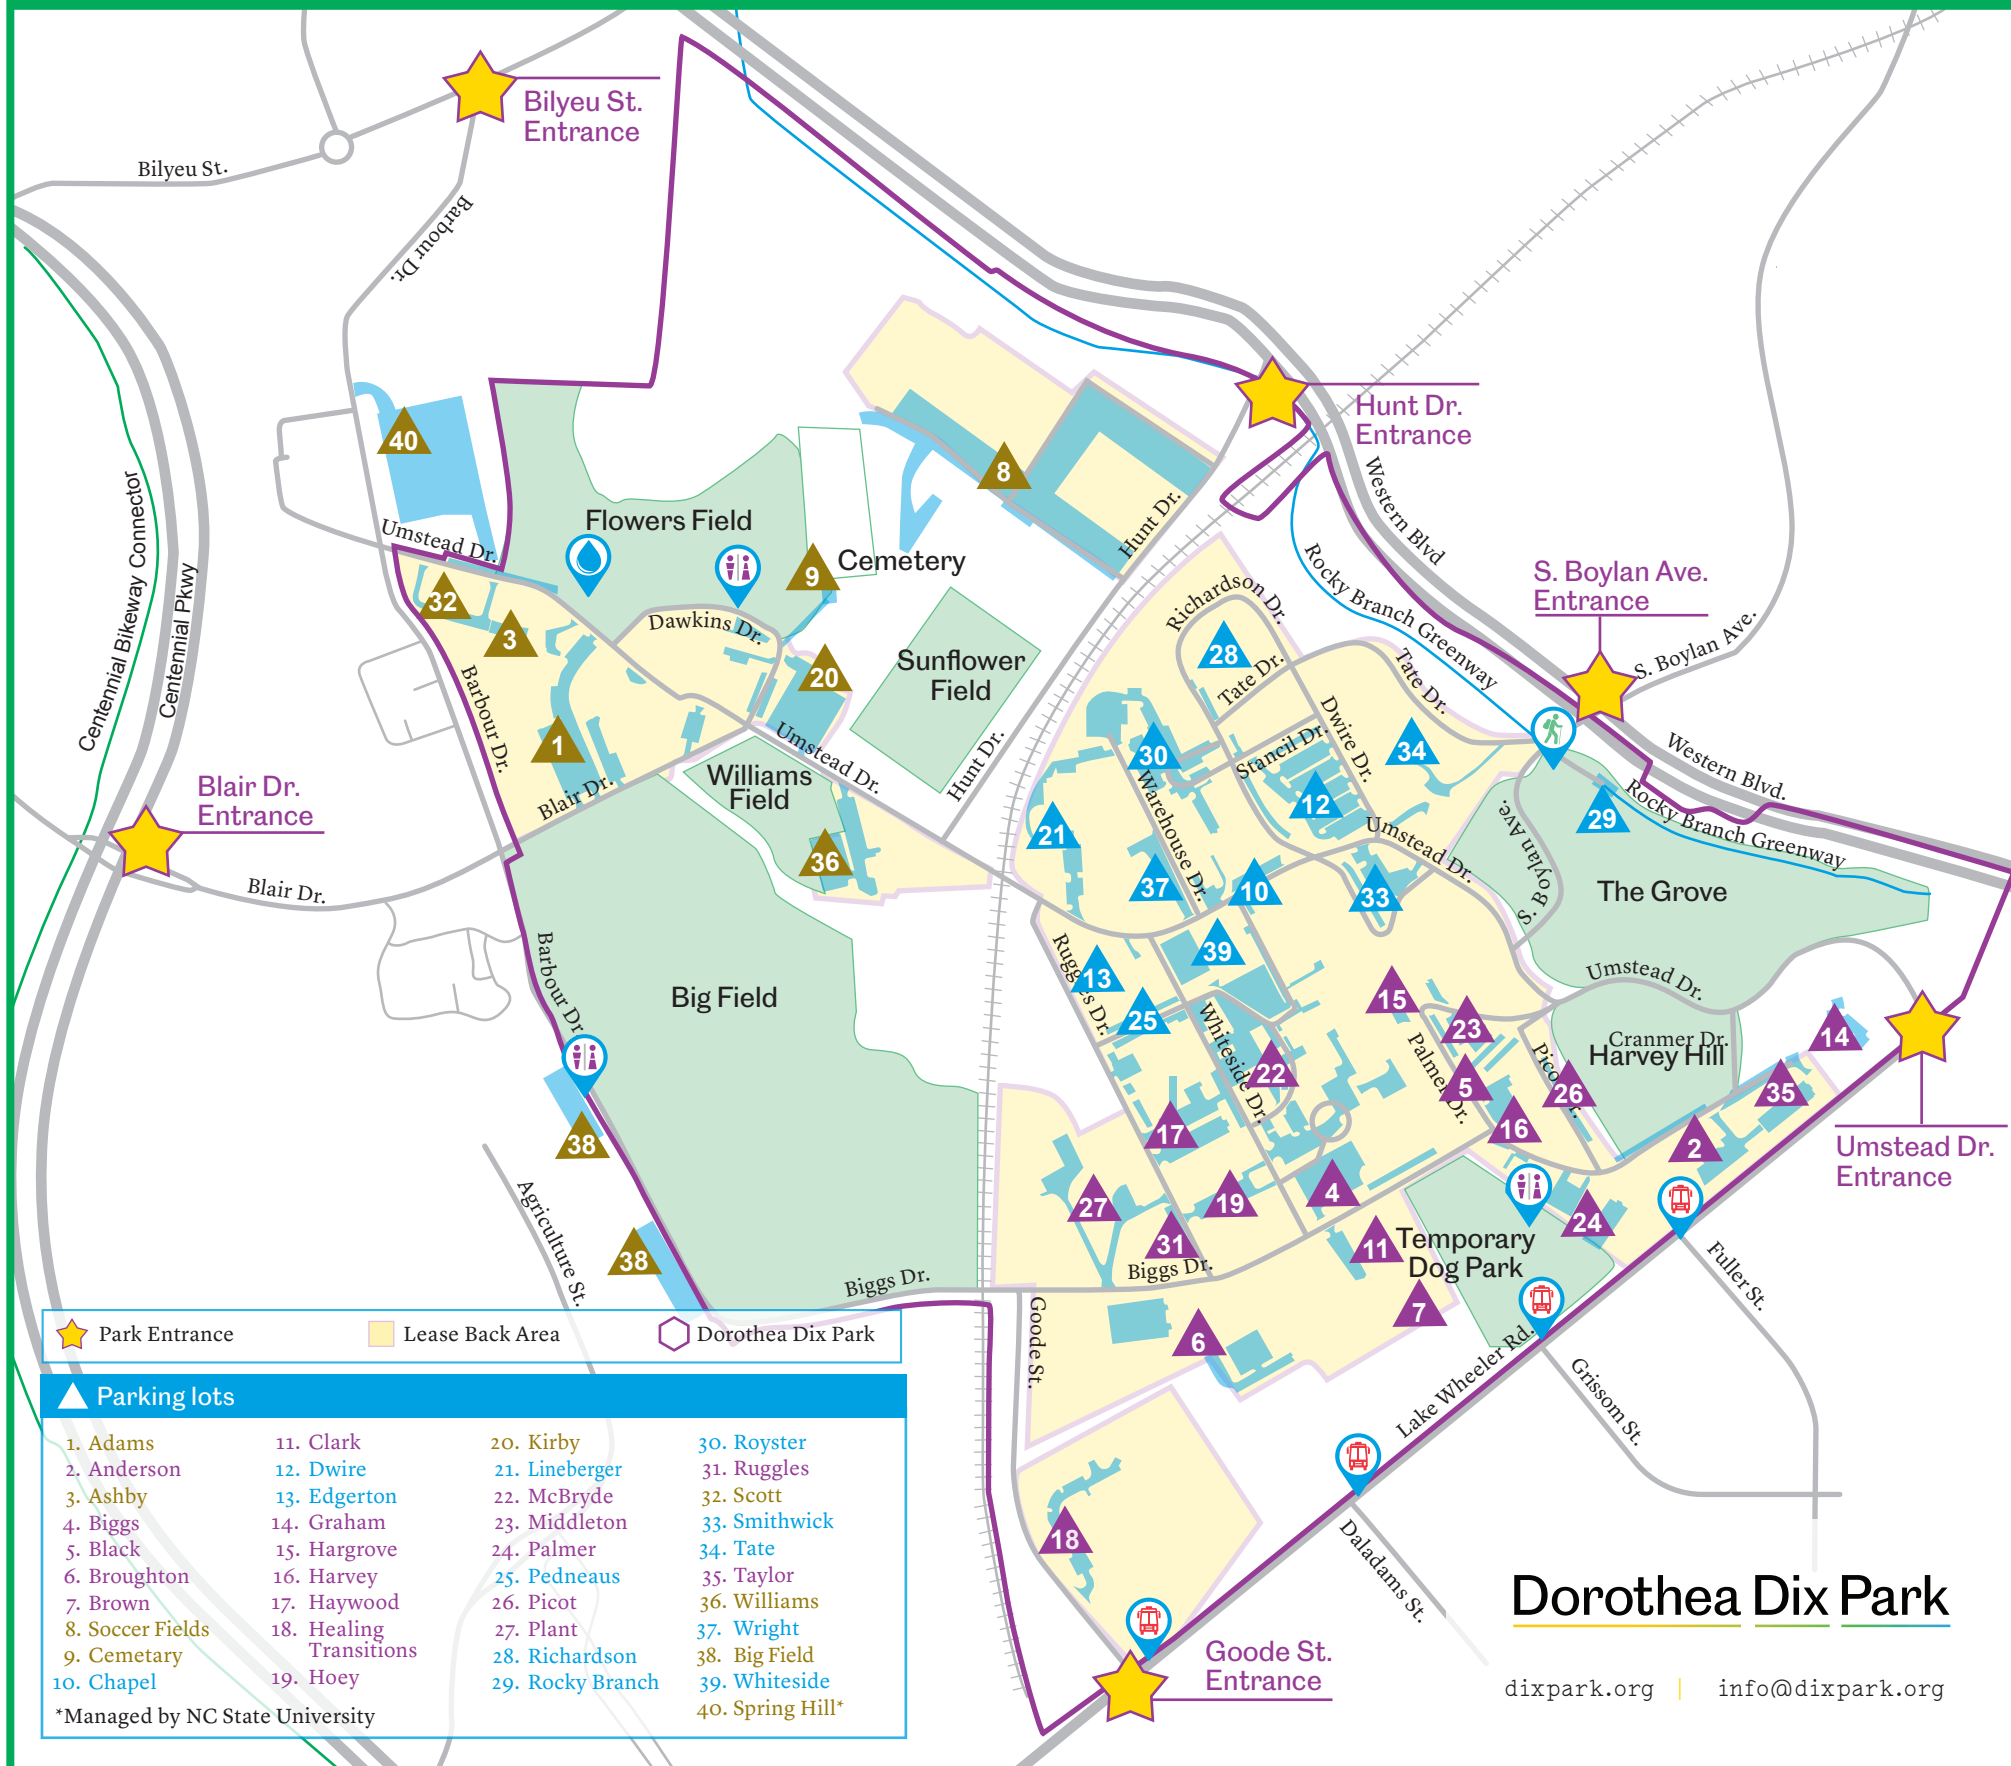 Bilyeu St.
Entrance
Bilyeu St.
Barbour Dr.
Hunt Dr.
Entrance
40
8
Western Blvd
Centennial Bikeway Connector
Centennial Pkwy
Umstead Dr.
Flowers Field
Cemetery
9
Hunt Dr.
Rocky Branch Greenway
S. Boylan Ave.
Entrance
S. Boylan Ave.
32
3
Dawkins Dr.
20
Sunflower
Field
Richardson Dr.
28
Tate Dr.
Tate Dr.
Barbour Dr.
1
Blair Dr.
Williams
Field
Umstead Dr.
Hunt Dr.
30
Stancil Dr.
Dwire Dr.
34
12
Warehouse Dr.
Western Blvd.
Rocky Branch Greenway
29
S. Boylan Ave.
S. Boylan Ave.
Blair Dr.
Entrance
Blair Dr.
36
21
37
10
33
Umstead Dr.
The Grove
Barbour Dr.
Big Field
Ruggles Dr.
13
39
25
15
23
Umstead Dr.
Cranmer Dr.
Harvey Hill
14
Whiteside Dr.
22
Palmer Dr.
5
Picot Dr.
26
35
17
16
2
Umstead Dr.
Entrance
38
Agriculture St.
38
27
19
4
24
31
11
Temporary
Dog Park
Biggs Dr.
Biggs Dr.
7
6
Goode St.
Fuller St.
Lake Wheeler Rd.
Grissom St.
18
Daladams St.
Goode St.
Entrance
Park Entrance
Lease Back Area
Dorothea Dix Park
Parking lots
1. Adams
2. Anderson
3. Ashby
4. Biggs
5. Black
6. Broughton
7. Brown
8. Soccer Fields
9. Cemetary
10. Chapel
11. Clark
12. Dwire
13. Edgerton
14. Graham
15. Hargrove
16. Harvey
17. Haywood
18. Healing
Transitions
19. Hoey
20. Kirby
21. Lineberger
22. McBryde
23. Middleton
24. Palmer
25. Pedneaus
26. Picot
27. Plant
28. Richardson
29. Rocky Branch
30. Royster
31. Ruggles
32. Scott
33. Smithwick
34. Tate
35. Taylor
36. Williams
37. Wright
38. Big Field
39. Whiteside
40. Spring Hill*
*Managed by NC State University
Dorothea Dix Park
dixpark.org | info@dixpark.org